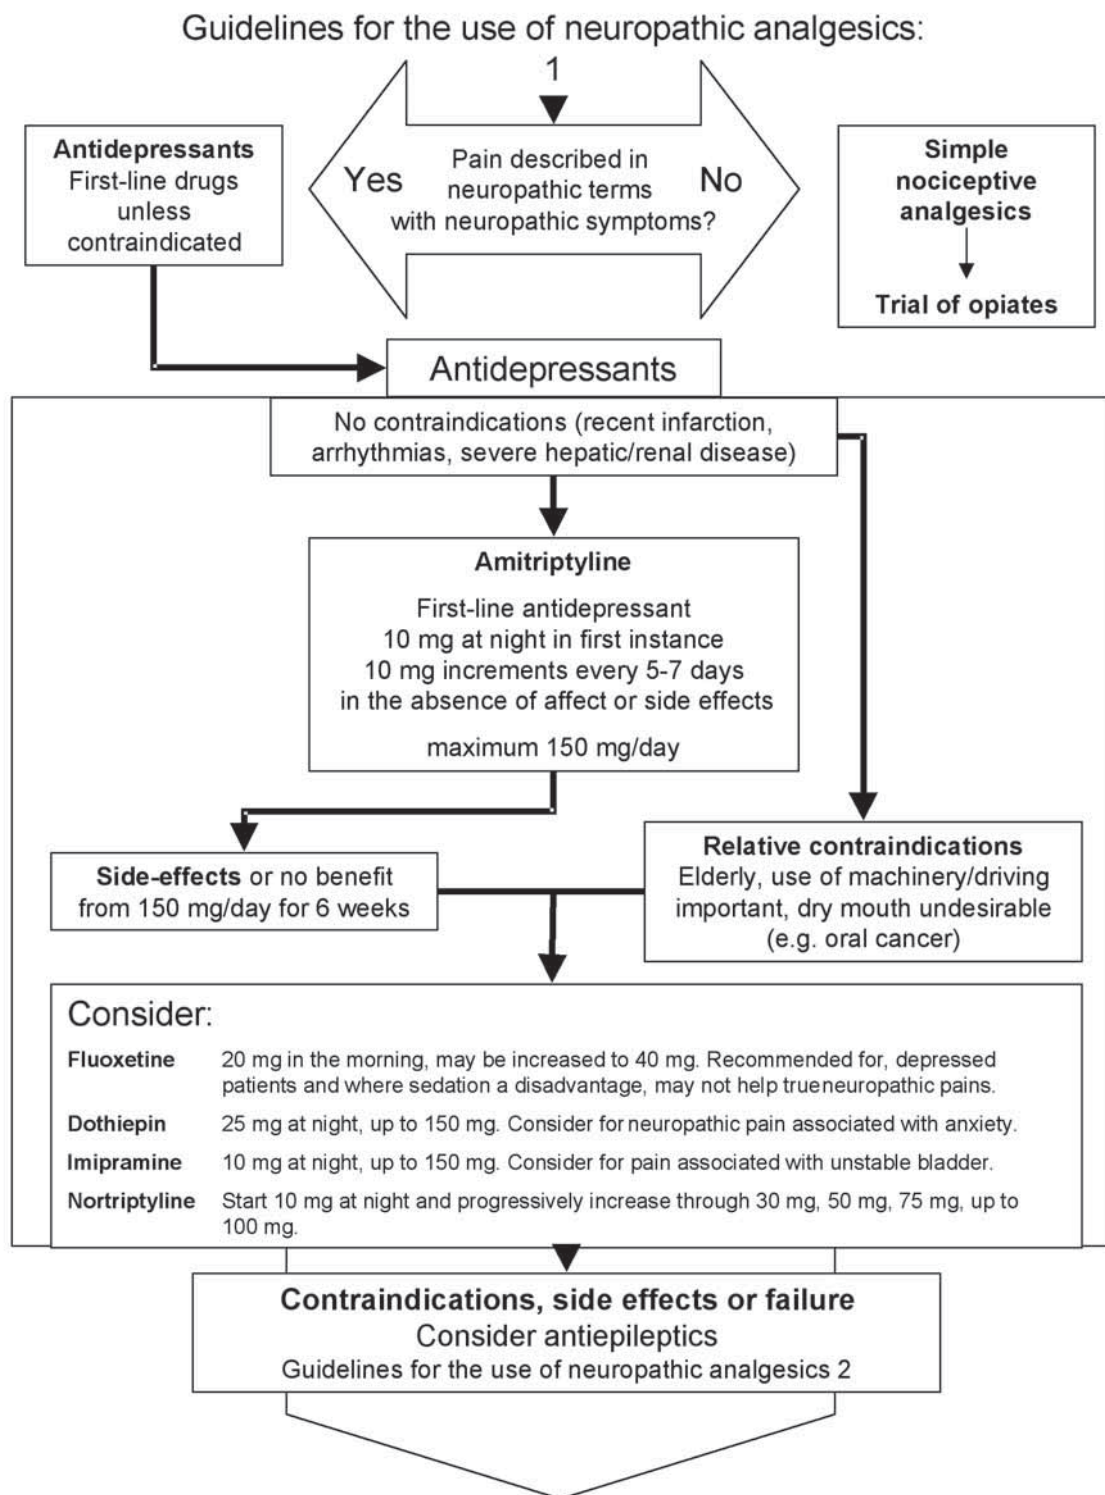 Guidelines for the use of neuropathic analgesics:
1
Antidepressants
First-line drugs
unless
contraindicated
Yes
Pain described in
neuropathic terms
with neuropathic symptoms?
No
Simple
nociceptive
analgesics
Trial of opiates
Antidepressants
No contraindications (recent infarction,
arrhythmias, severe hepatic/renal disease)
Amitriptyline
First-line antidepressant
10 mg at night in first instance
10 mg increments every 5-7 days
in the absence of affect or side effects
maximum 150 mg/day
Side-effects or no benefit
from 150 mg/day for 6 weeks
Relative contraindications
Elderly, use of machinery/driving
important, dry mouth undesirable
(e.g. oral cancer)
Consider:
Fluoxetine 20 mg in the morning, may be increased to 40 mg. Recommended for, depressed
patients and where sedation a disadvantage, may not help trueneuropathic pains.
Dothiepin 25 mg at night, up to 150 mg. Consider for neuropathic pain associated with anxiety.
Imipramine 10 mg at night, up to 150 mg. Consider for pain associated with unstable bladder.
Nortriptyline Start 10 mg at night and progressively increase through 30 mg, 50 mg, 75 mg, up to
100 mg.
Contraindications, side effects or failure
Consider antiepileptics
Guidelines for the use of neuropathic analgesics 2